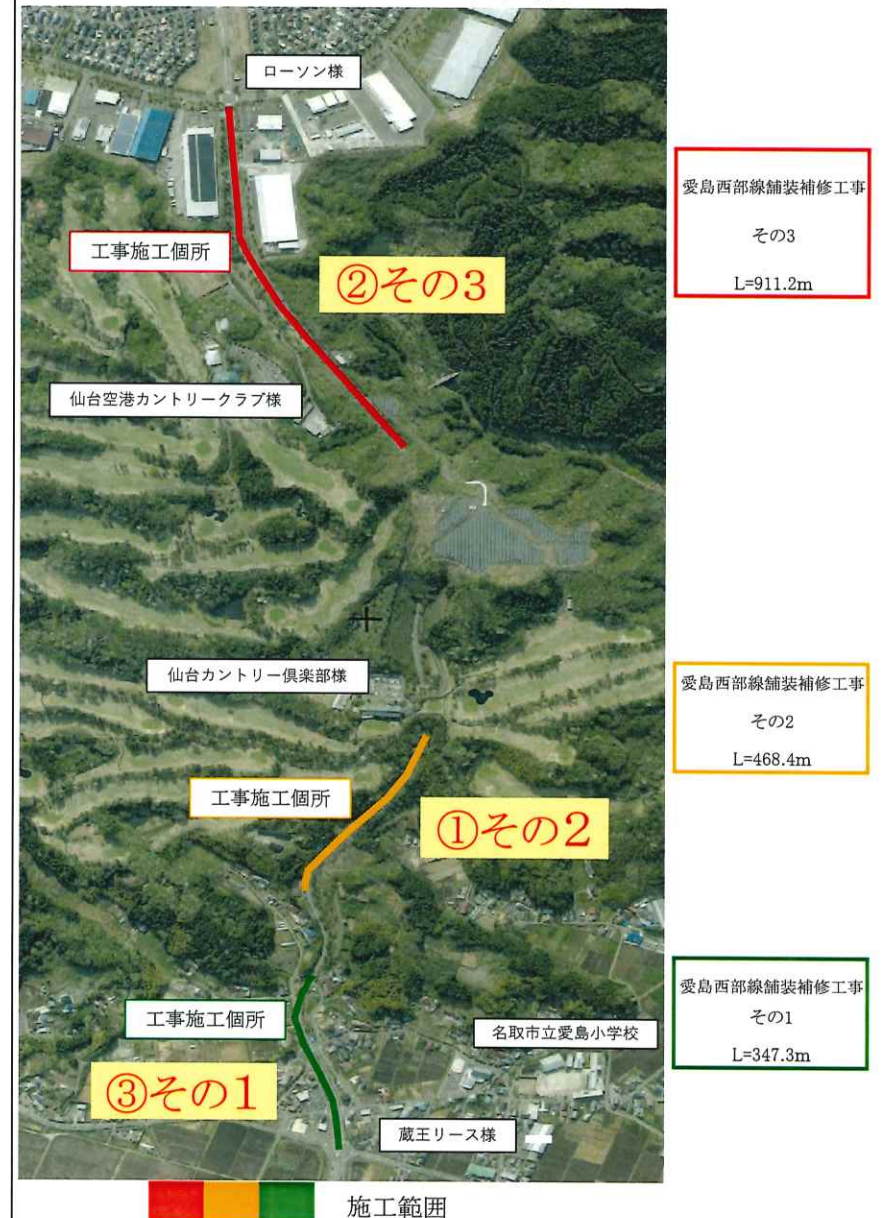 ローソン様
愛島西部線舗装補修工事
その3
L=911.2m
工事施工個所
②その3
仙台空港カントリークラブ様
仙台カントリー倶楽部様
愛島西部線舗装補修工事
その2
L=468.4m
工事施工個所
①その2
愛島西部線舗装補修工事
その1
L=347.3m
工事施工個所
名取市立愛島小学校
③その1
蔵王リース様
施工範囲